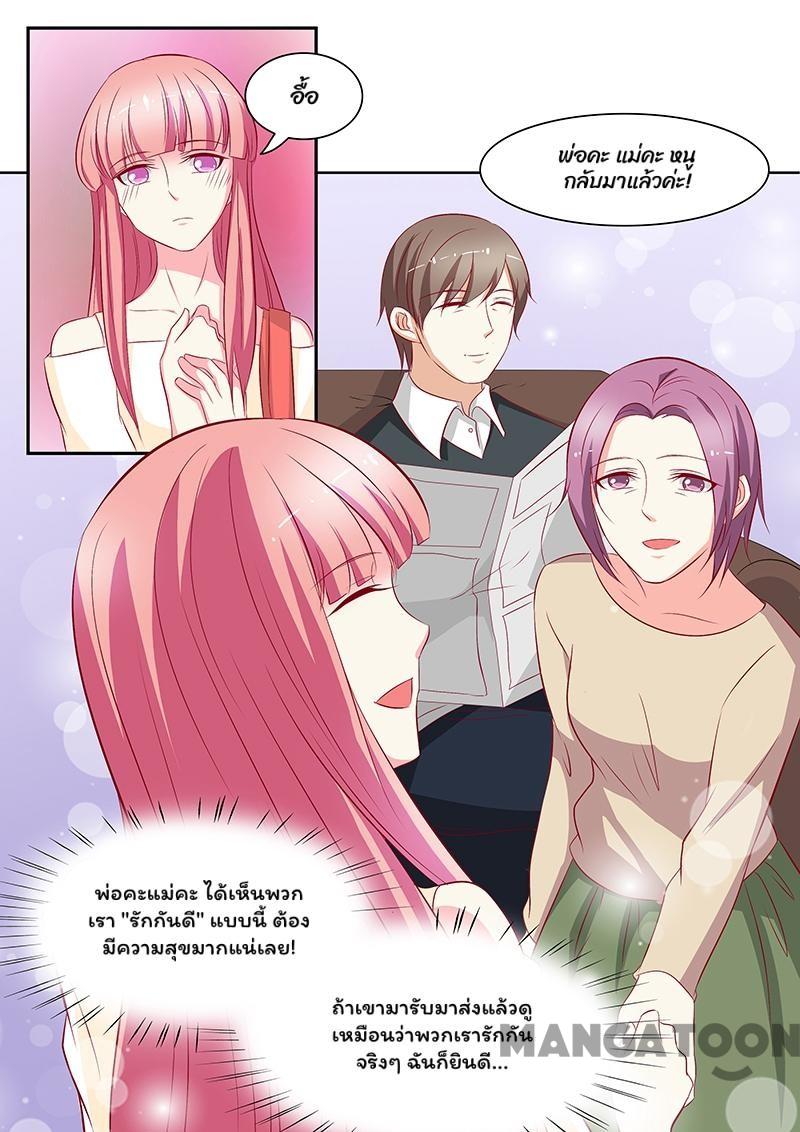 อื้อ
พ่อคะ แม่คะ หนู
กลับมาแล้วค่ะ!
พ่อคะแม่คะ ได้เห็นพวก
เรา "รักกันดี" แบบนี้ ต้อง
มีความสุขมากแน่เลย!
ถ้าเขามารับมาส่งแล้วดู
เหมือนว่าพวกเรารักกัน
จริงๆ ฉันก็ยินดี...
MANGATOON